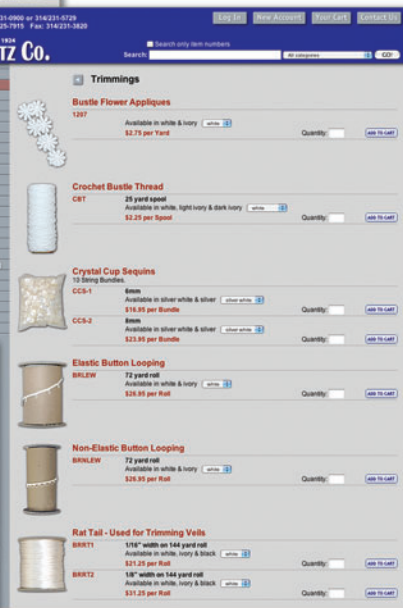 31-0900 or 314/231-5729
Log In New Account Your Cart Contact Us
25-7915 Fax: 314/231-3820
1934
TZ CO.
Search only item numbers
Search: All categories GO!
Trimmings
Bustle Flower Appliques
1207
Available in white & ivory white
$2.75 per Yard Quantity: ADD TO CART
Crochet Bustle Thread
CBT 25 yard spool
Available in white, light ivory & dark ivory white
$2.25 per Spool Quantity: ADD TO CART
Crystal Cup Sequins
10 String Bundles.
CCS-1 6mm
Available in silver white & silver silver white
$16.95 per Bundle Quantity: ADD TO CART
CCS-2 8mm
Available in silver white & silver silver white
$23.95 per Bundle Quantity: ADD TO CART
Elastic Button Looping
BRLEW 72 yard roll
Available in white & ivory white
$26.95 per Roll Quantity: ADD TO CART
Non-Elastic Button Looping
BRNLEW 72 yard roll
Available in white & ivory white
$26.95 per Roll Quantity: ADD TO CART
Rat Tail - Used for Trimming Veils
BRRT1 1/16" width on 144 yard roll
Available in white, ivory & black white
$21.25 per Roll Quantity: ADD TO CART
BRRT2 1/8" width on 144 yard roll
Available in white, ivory & black white
$31.25 per Roll Quantity: ADD TO CART